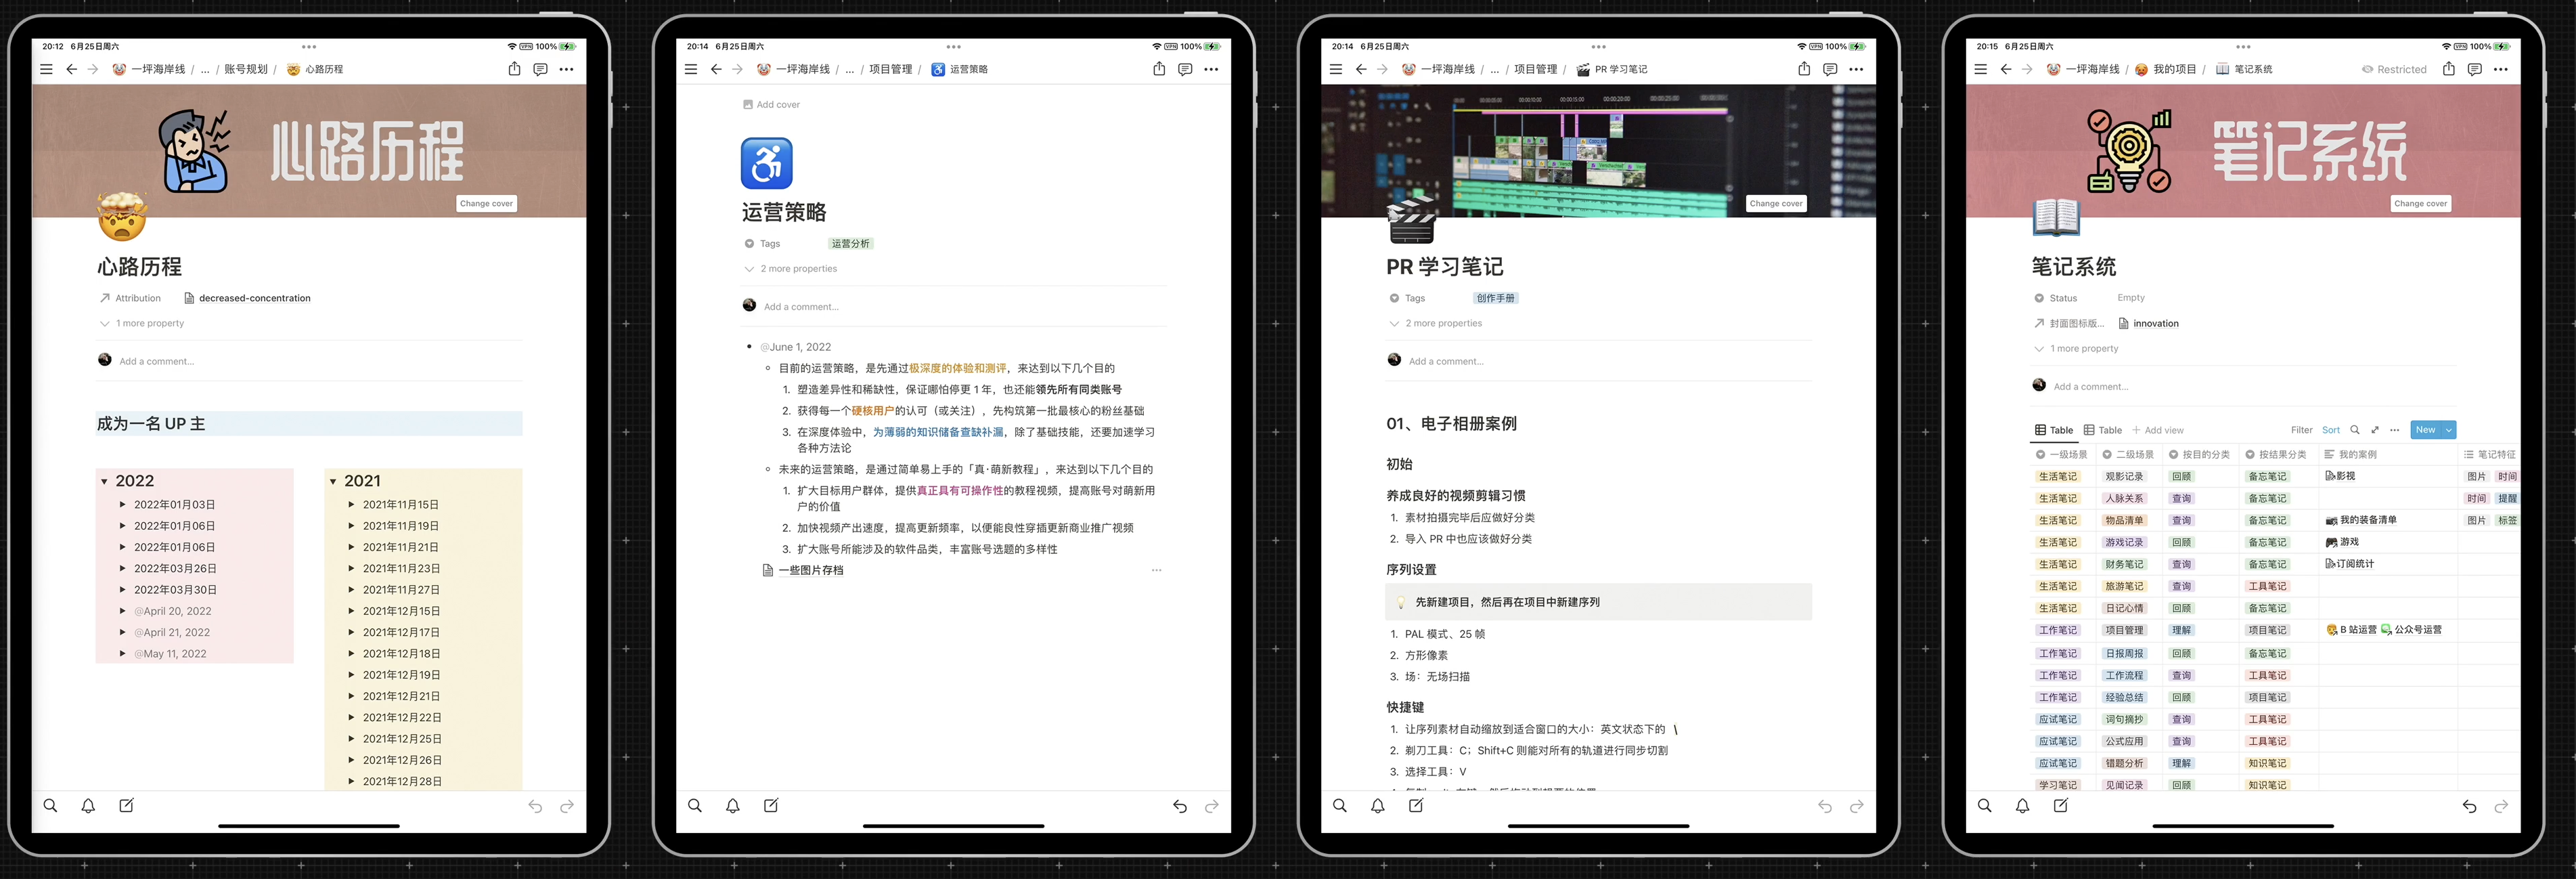 20:12 6月25日周六
VPN 100%
一坪海岸线 / ... / 账号规划 / 心路历程
心路历程
Change cover
心路历程
Attribution decreased-concentration
1 more property
Add a comment...
成为一名 UP 主
2022
2022年01月03日
2022年01月06日
2022年01月06日
2022年03月26日
2022年03月30日
@April 20, 2022
@April 21, 2022
@May 11, 2022
2021
2021年11月15日
2021年11月19日
2021年11月21日
2021年11月23日
2021年11月27日
2021年12月15日
2021年12月17日
2021年12月18日
2021年12月19日
2021年12月21日
2021年12月22日
2021年12月25日
2021年12月26日
2021年12月28日
20:14 6月25日周六
VPN 100%
一坪海岸线 / ... / 项目管理 / 运营策略
Add cover
运营策略
Tags 运营分析
2 more properties
Add a comment...
@June 1, 2022
目前的运营策略，是先通过极深度的体验和测评，来达到以下几个目的
1. 塑造差异性和稀缺性，保证哪怕停更 1 年，也还能领先所有同类账号
2. 获得每一个硬核用户的认可（或关注），先构筑第一批最核心的粉丝基础
3. 在深度体验中，为薄弱的知识储备查缺补漏，除了基础技能，还要加速学习
各种方法论
未来的运营策略，是通过简单易上手的「真·萌新教程」，来达到以下几个目的
1. 扩大目标用户群体，提供真正具有可操作性的教程视频，提高账号对萌新用
户的价值
2. 加快视频产出速度，提高更新频率，以便能良性穿插更新商业推广视频
3. 扩大账号所能涉及的软件品类，丰富账号选题的多样性
一些图片存档
20:14 6月25日周六
VPN 100%
一坪海岸线 / ... / 项目管理 / PR 学习笔记
Change cover
PR 学习笔记
Tags 创作手册
2 more properties
Add a comment...
01、电子相册案例
初始
养成良好的视频剪辑习惯
1. 素材拍摄完毕后应做好分类
2. 导入 PR 中也应该做好分类
序列设置
先新建项目，然后再在项目中新建序列
1. PAL 模式、25 帧
2. 方形像素
3. 场：无场扫描
快捷键
1. 让序列素材自动缩放到适合窗口的大小：英文状态下的 \
2. 剃刀工具：C；Shift+C 则能对所有的轨道进行同步切割
3. 选择工具：V
20:15 6月25日周六
VPN 100%
一坪海岸线 / 我的项目 / 笔记系统 Restricted
笔记系统
Change cover
笔记系统
Status Empty
封面图标版... innovation
1 more property
Add a comment...
Table Table Add view Filter Sort New
一级场景 二级场景 按目的分类 按结果分类 我的案例 笔记特征
生活笔记 观影记录 回顾 备忘笔记 影视 图片 时间
生活笔记 人脉关系 查询 备忘笔记 时间 提醒
生活笔记 物品清单 查询 备忘笔记 我的装备清单 图片 标签
生活笔记 游戏记录 回顾 备忘笔记 游戏
生活笔记 财务笔记 查询 备忘笔记 订阅统计
生活笔记 旅游笔记 查询 工具笔记
生活笔记 日记心情 回顾 备忘笔记
工作笔记 项目管理 理解 项目笔记 B 站运营 公众号运营
工作笔记 日报周报 回顾 备忘笔记
工作笔记 工作流程 查询 工具笔记
工作笔记 经验总结 回顾 项目笔记
应试笔记 词句摘抄 查询 工具笔记
应试笔记 公式应用 查询 工具笔记
应试笔记 错题分析 理解 知识笔记
学习笔记 见闻记录 回顾 知识笔记